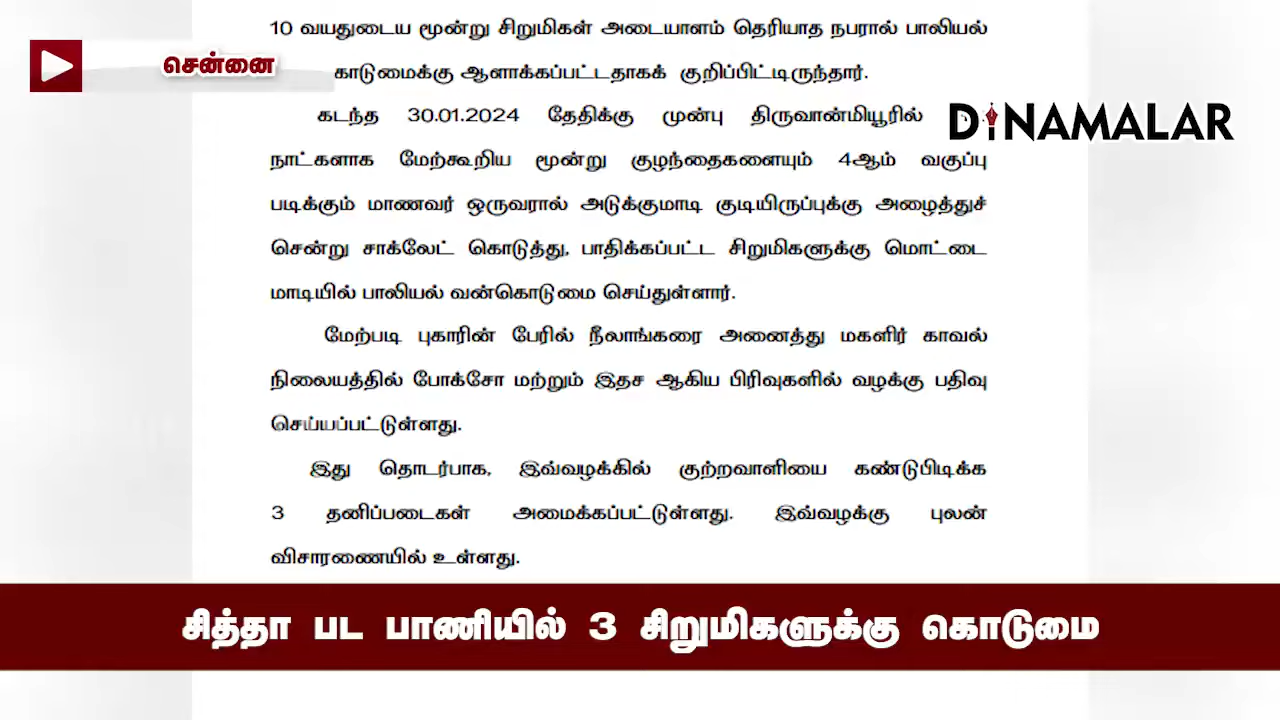 10 வயதுடைய மூன்று சிறுமிகள் அடையாளம் தெரியாத நபரால் பாலியல்
சென்னை
காடுமைக்கு ஆளாக்கப்பட்டதாகக் குறிப்பிட்டிருந்தார்.
கடந்த 30.01.2024 தேதிக்கு முன்பு திருவான்மியூரில்
DINAMALAR
நாட்களாக மேற்கூறிய மூன்று குழந்தைகளையும் 4ஆம் வகுப்பு
படிக்கும் மாணவர் ஒருவரால் அடுக்குமாடி குடியிருப்புக்கு அழைத்துச்
சென்று சாக்லேட் கொடுத்து, பாதிக்கப்பட்ட சிறுமிகளுக்கு மொட்டை
மாடியில் பாலியல் வன்கொடுமை செய்துள்ளார்.
மேற்படி புகாரின் பேரில் நீலாங்கரை அனைத்து மகளிர் காவல்
நிலையத்தில் போக்சோ மற்றும் இதச ஆகிய பிரிவுகளில் வழக்கு பதிவு
செய்யப்பட்டுள்ளது.
இது தொடர்பாக, இவ்வழக்கில் குற்றவாளியை கண்டுபிடிக்க
3 தனிப்படைகள் அமைக்கப்பட்டுள்ளது. இவ்வழக்கு புலன்
விசாரணையில் உள்ளது.
சித்தா பட பாணியில் 3 சிறுமிகளுக்கு கொடுமை